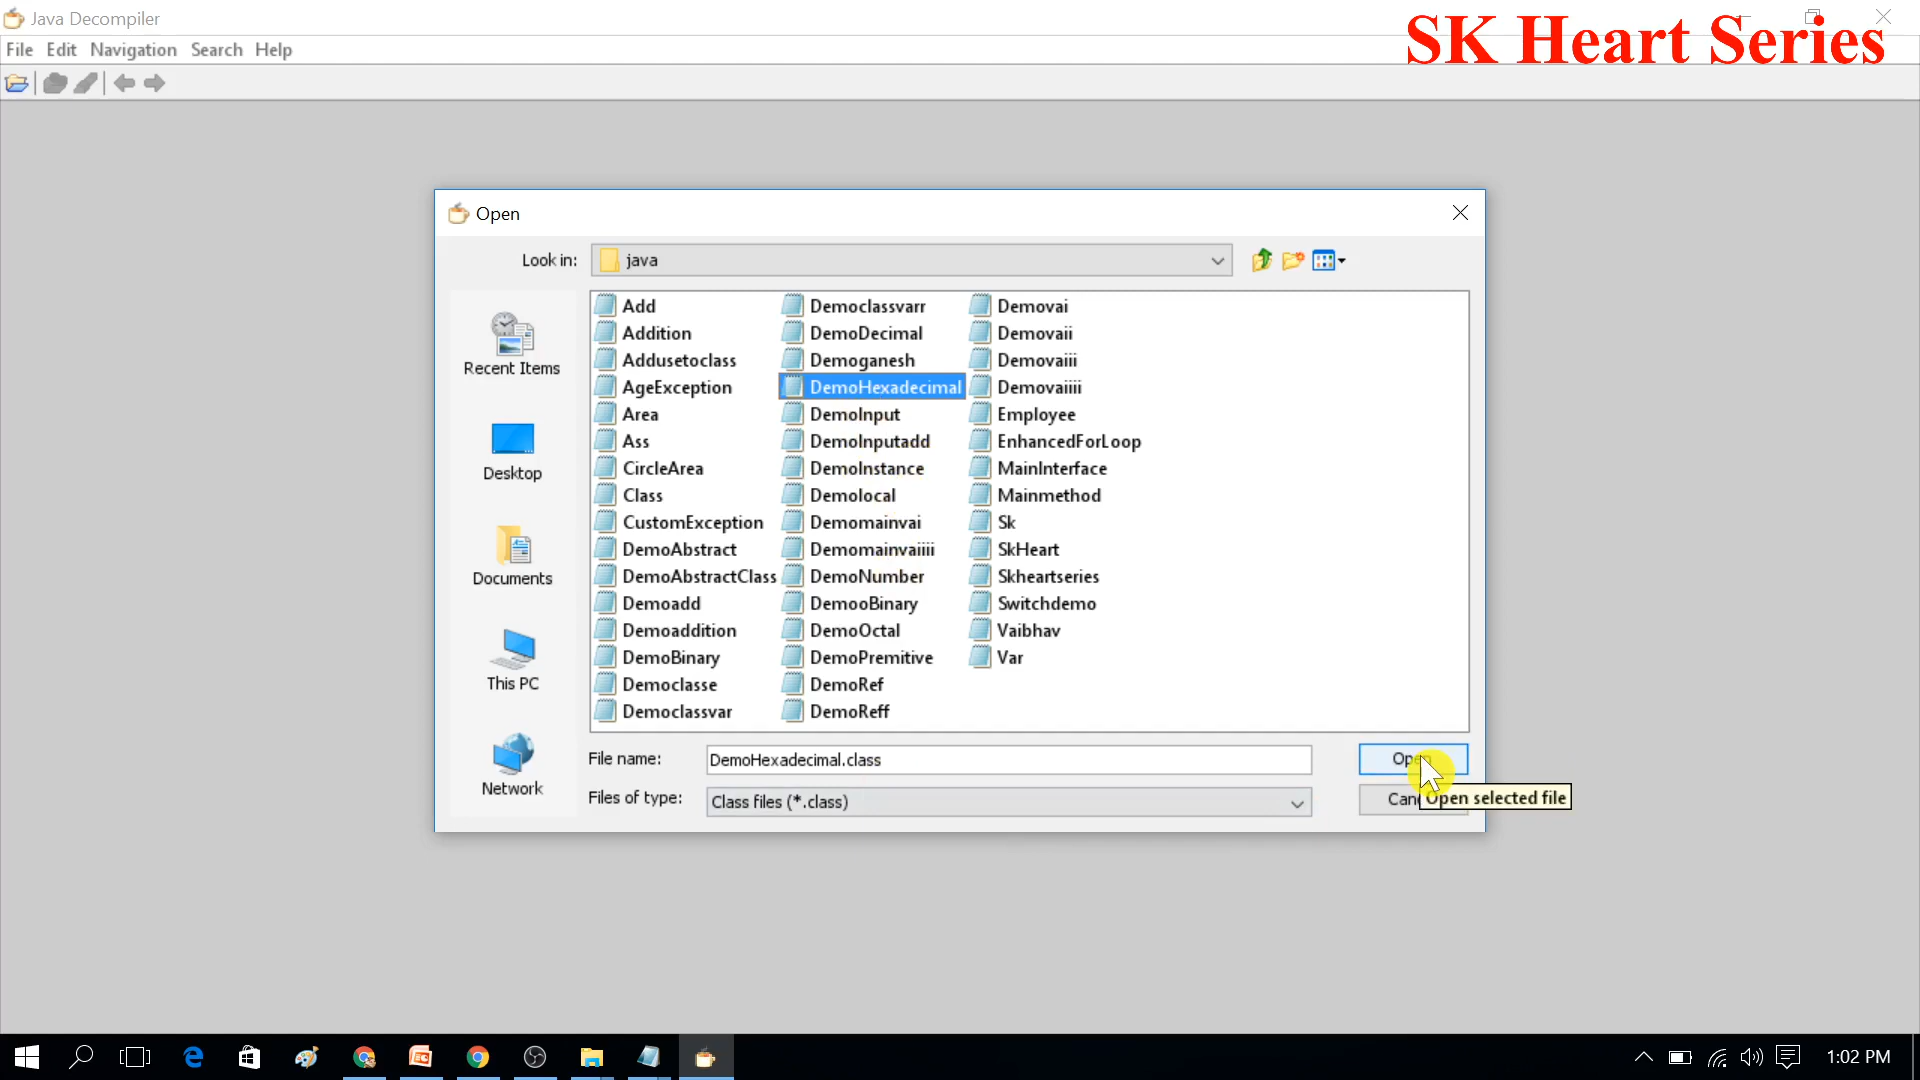 Java Decompiler
SK Heart Series
File Edit Navigation Search Help
Open
Look in: java
Recent Items
Desktop
Documents
This PC
Network
Add
Addition
Addusetoclass
AgeException
Area
Ass
CircleArea
Class
CustomException
DemoAbstract
DemoAbstractClass
Demoadd
Demoaddition
DemoBinary
Democlasse
Democlassvar
Democlassvarr
DemoDecimal
Demoganesh
DemoHexadecimal
DemoInput
DemoInputadd
DemoInstance
Demolocal
Demomainvai
Demomainvaiiii
DemoNumber
DemooBinary
DemoOctal
DemoPremitive
DemoRef
DemoReff
Demovai
Demovaii
Demovaiii
Demovaiiii
Employee
EnhancedForLoop
MainInterface
Mainmethod
Sk
SkHeart
Skheartseries
Switchdemo
Vaibhav
Var
File name: DemoHexadecimal.class
Files of type: Class files (*.class)
Open
Open selected file
1:02 PM